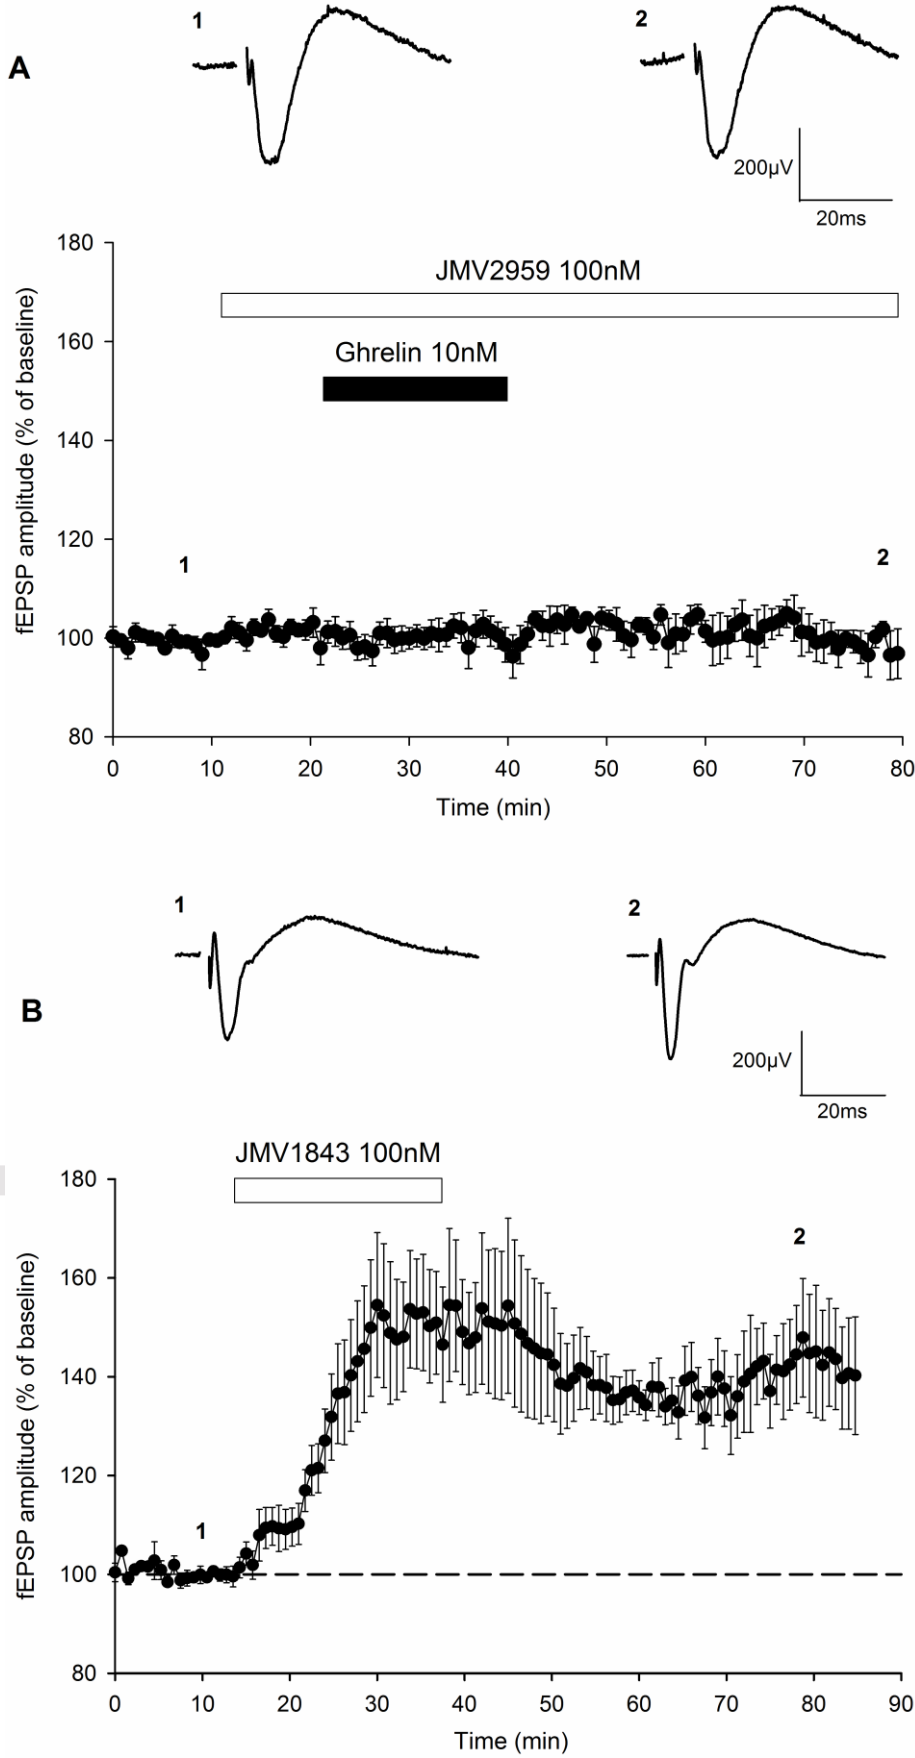 1
2
A
200µV
20ms
180
JMV2959 100nM
160
Ghrelin 10nM
140
120
1
2
100
80
fEPSP amplitude (% of baseline)
0 10 20 30 40 50 60 70 80
Time (min)
1
2
B
200µV
20ms
JMV1843 100nM
180
2
160
140
120
1
100
80
fEPSP amplitude (% of baseline)
0 10 20 30 40 50 60 70 80 90
Time (min)